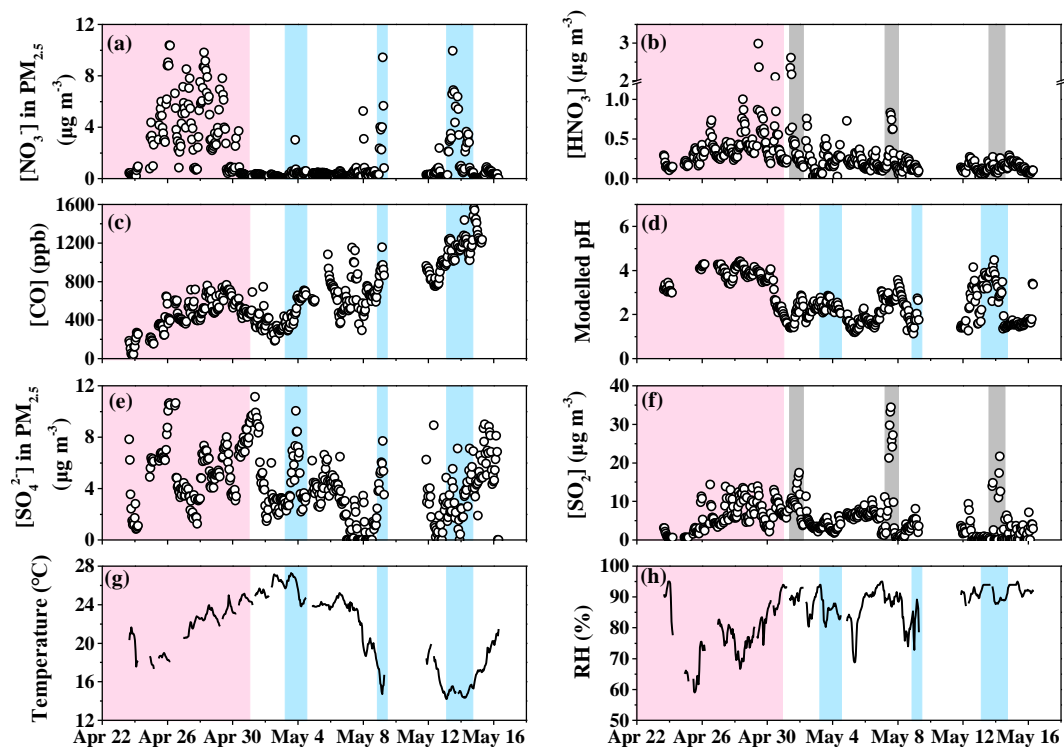 (a)
[NO₃⁻] in PM₂.₅
(µg m⁻³)
12
8
4
0
(b)
[HNO₃] (µg m⁻³)
3
2
1.0
0.5
0.0
(c)
[CO] (ppb)
1600
1200
800
400
0
(d)
Modelled pH
6
4
2
0
(e)
[SO₄²⁻] in PM₂.₅
(µg m⁻³)
12
8
4
0
(f)
[SO₂] (µg m⁻³)
40
30
20
10
0
(g)
Temperature (°C)
28
24
20
16
12
(h)
RH (%)
100
90
80
70
60
50
Apr 22 Apr 26 Apr 30 May 4 May 8 May 12 May 16
Apr 22 Apr 26 Apr 30 May 4 May 8 May 12 May 16